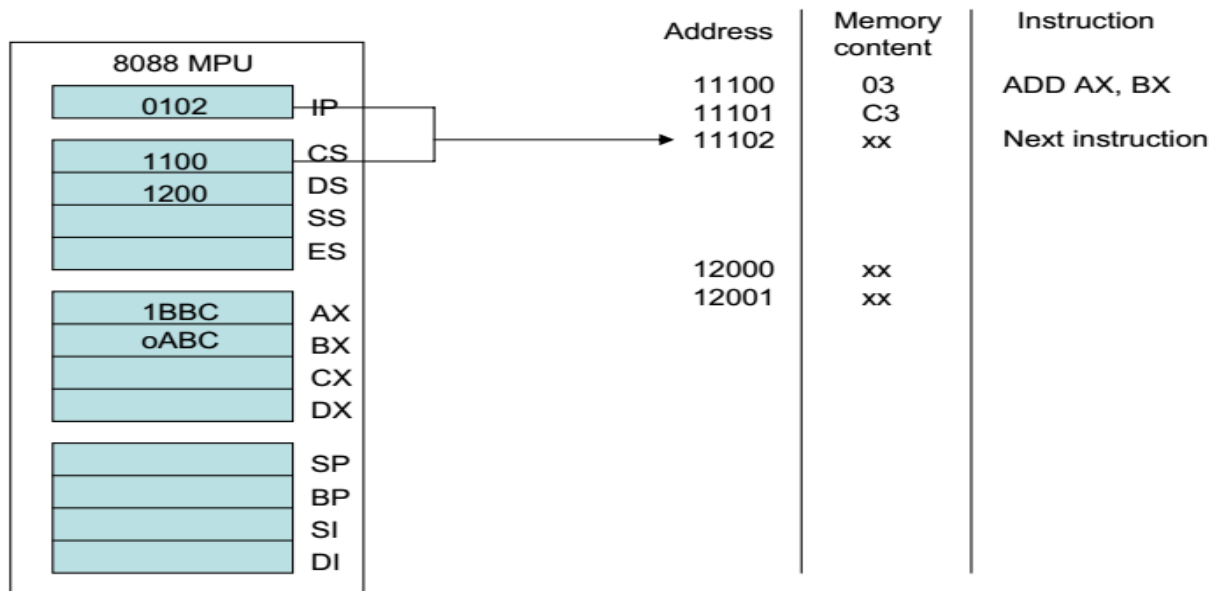 8088 MPU
0102 IP
1100 CS
1200 DS
SS
ES
1BBC AX
oABC BX
CX
DX
SP
BP
SI
DI
Address Memory content Instruction
11100 03 ADD AX, BX
11101 C3
11102 xx Next instruction
12000 xx
12001 xx